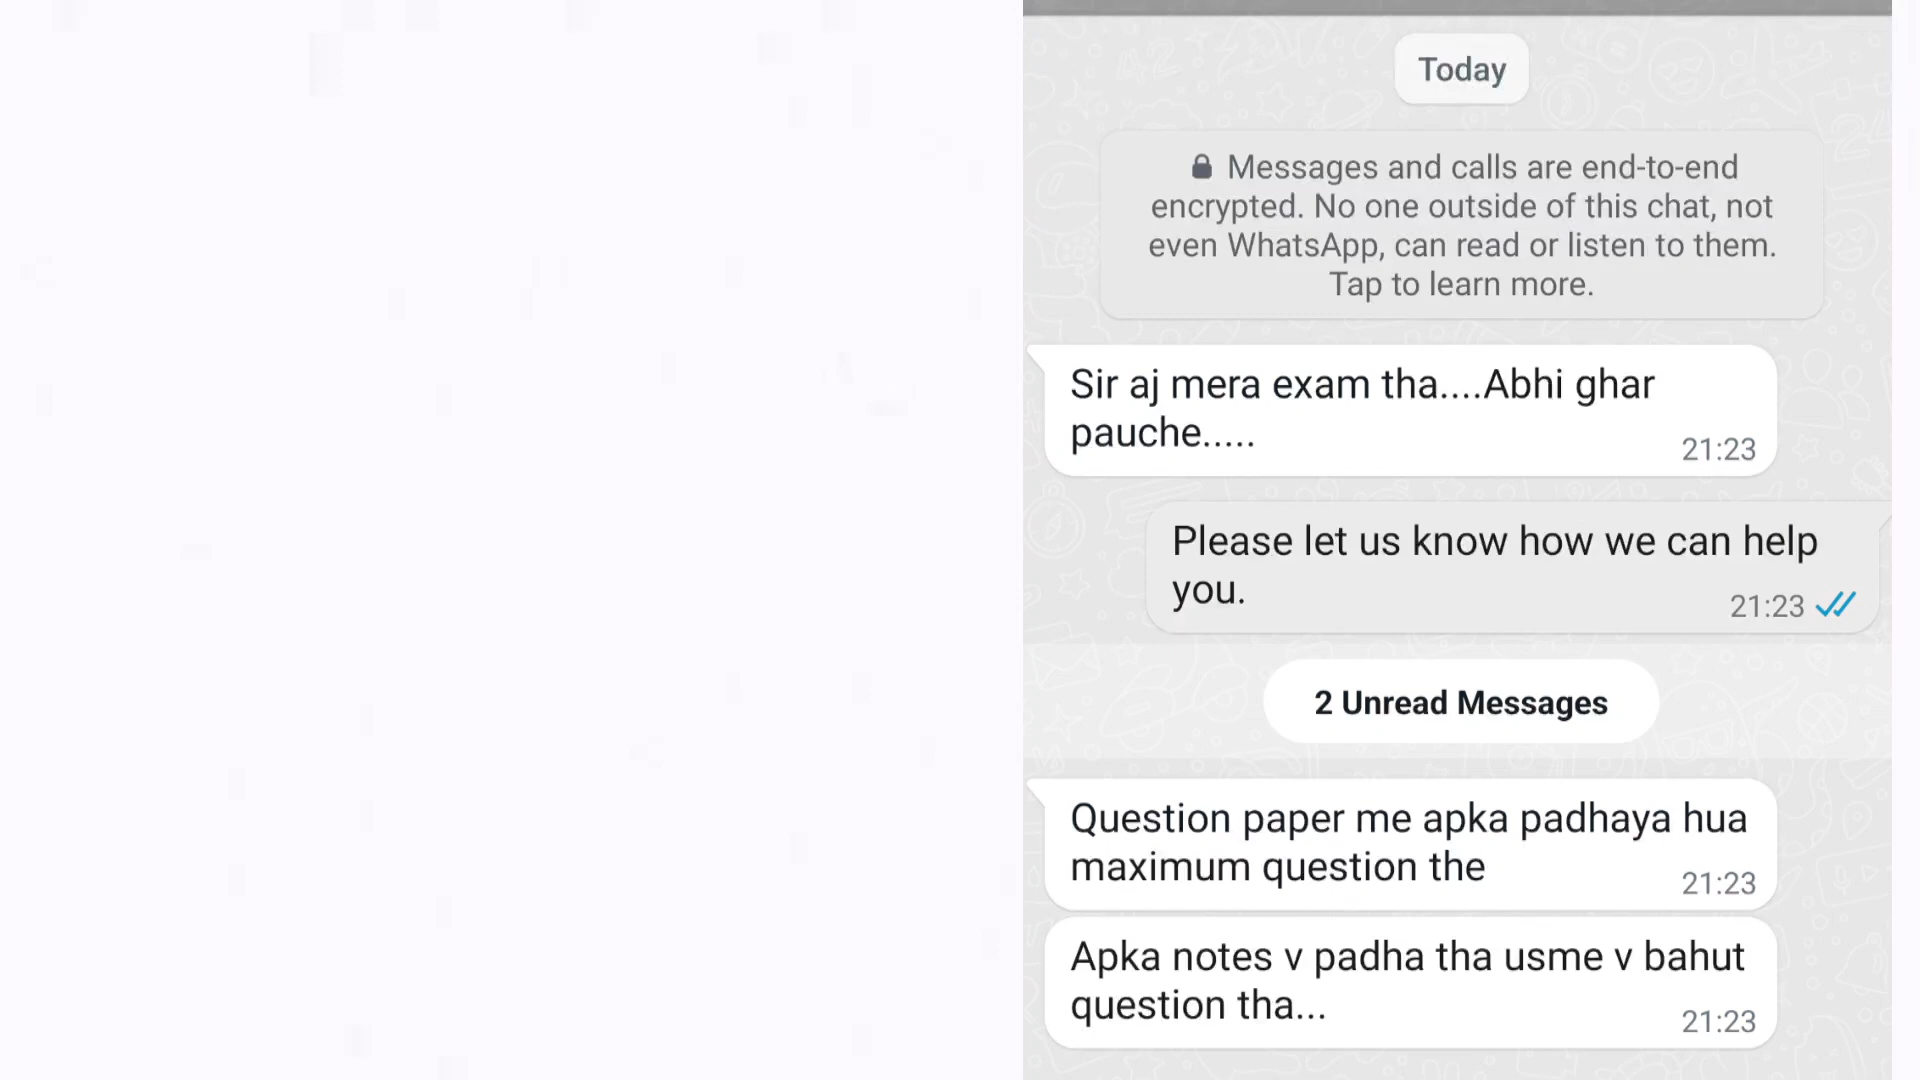 Today
Messages and calls are end-to-end
encrypted. No one outside of this chat, not
even WhatsApp, can read or listen to them.
Tap to learn more.
Sir aj mera exam tha....Abhi ghar
pauche.....
21:23
Please let us know how we can help
you.
21:23
2 Unread Messages
Question paper me apka padhaya hua
maximum question the
21:23
Apka notes v padha tha usme v bahut
question tha...
21:23